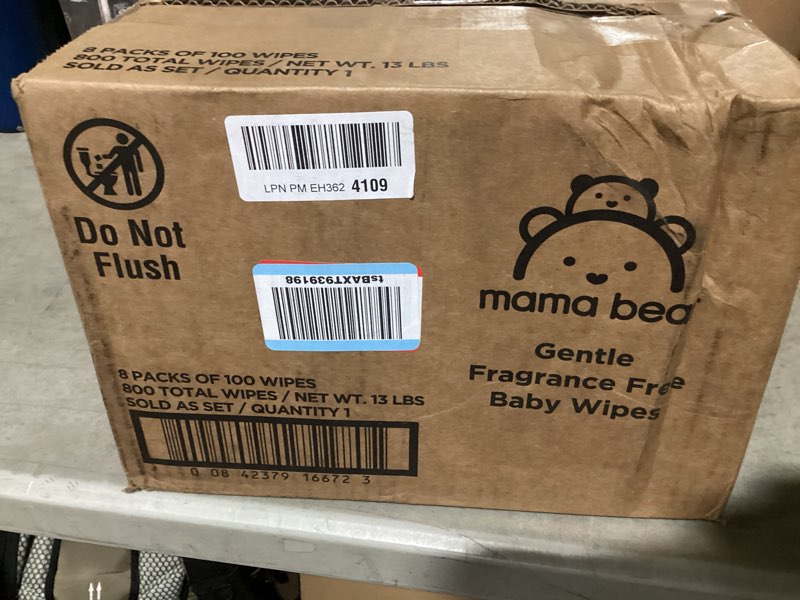 8 PACKS OF 100 WIPES
800 TOTAL WIPES / NET WT. 13 LBS
SOLD AS SET / QUANTITY 1
Do Not
Flush
LPN PM EH362 4109
tsBAXT939198
mama bea
Gentle
Fragrance Free
Baby Wipes
8 PACKS OF 100 WIPES
800 TOTAL WIPES / NET WT. 13 LBS
SOLD AS SET / QUANTITY 1
0 08 42379 16672 3